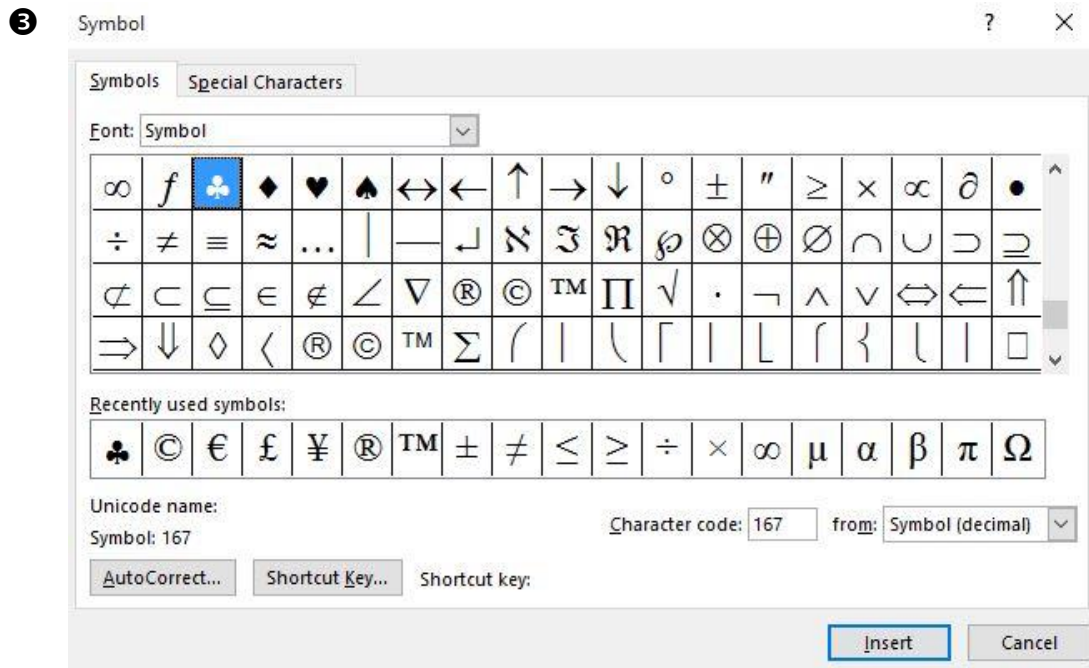 ❸ Symbol ? ×
Symbols Special Characters
Font: Symbol
∞ ƒ ♣ ♦ ♥ ♠ ↔ ← ↑ → ↓ ° ± ″ ≥ × ∝ ∂ •
÷ ≠ ≡ ≈ … │ — ↵ ℵ ℑ ℜ ℘ ⊗ ⊕ ∅ ∩ ∪ ⊃ ⊇
⊄ ⊂ ⊆ ∈ ∉ ∠ ∇ ® © ™ ∏ √ · ¬ ∧ ∨ ⇔ ⇐ ⇑
⇒ ⇓ ◊ 〈 ® © ™ ∑ ⎛ ⎜ ⎝ ⎡ ⎢ ⎣ ⎧ ⎨ ⎩ ⎪ □
Recently used symbols:
♣ © € £ ¥ ® ™ ± ≠ ≤ ≥ ÷ × ∞ µ α β π Ω
Unicode name:
Symbol: 167
Character code: 167 from: Symbol (decimal)
AutoCorrect... Shortcut Key... Shortcut key:
Insert Cancel